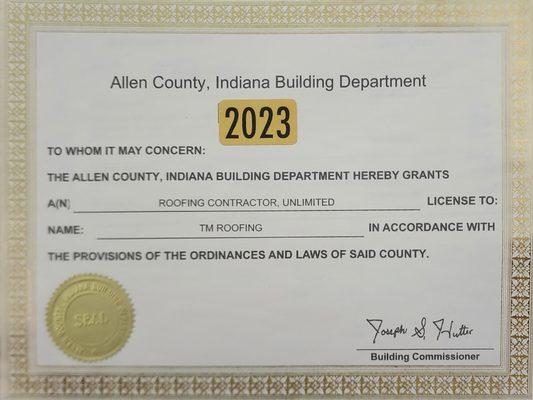 Allen County, Indiana Building Department
2023
TO WHOM IT MAY CONCERN:
THE ALLEN COUNTY, INDIANA BUILDING DEPARTMENT HEREBY GRANTS
A(N) ROOFING CONTRACTOR, UNLIMITED LICENSE TO:
NAME: TM ROOFING IN ACCORDANCE WITH
THE PROVISIONS OF THE ORDINANCES AND LAWS OF SAID COUNTY.
SEAL
Joseph S. Hutter
Building Commissioner